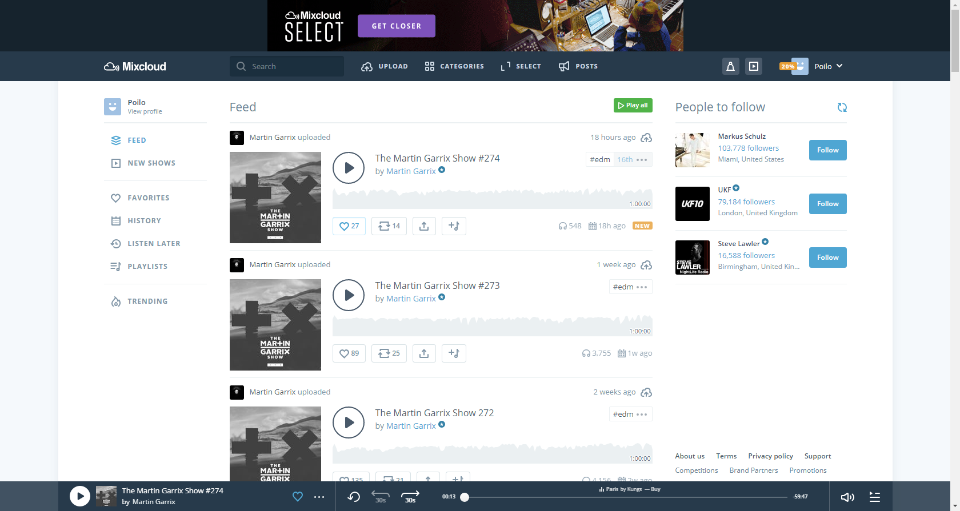 Mixcloud
SELECT
GET CLOSER
Mixcloud
Search
UPLOAD
CATEGORIES
SELECT
POSTS
20%
Poilo
Poilo
View profile
FEED
NEW SHOWS
FAVORITES
HISTORY
LISTEN LATER
PLAYLISTS
TRENDING
Feed
Play all
Martin Garrix uploaded
18 hours ago
THE
MARTIN
GARRIX
SHOW
The Martin Garrix Show #274
by Martin Garrix
#edm 16th
1:00:00
27
14
548
18h ago
NEW
Martin Garrix uploaded
1 week ago
THE
MARTIN
GARRIX
SHOW
The Martin Garrix Show #273
by Martin Garrix
#edm
1:00:00
89
25
3,755
1w ago
Martin Garrix uploaded
2 weeks ago
THE
MARTIN
GARRIX
The Martin Garrix Show 272
by Martin Garrix
#edm
1:00:00
People to follow
Markus Schulz
103,778 followers
Miami, United States
Follow
UKF10
UKF
79,184 followers
London, United Kingdom
Follow
STEVE
LAWLER
Steve Lawler
16,588 followers
Birmingham, United Kin...
Follow
About us
Terms
Privacy policy
Support
Competitions
Brand Partners
Promotions
The Martin Garrix Show #274
by Martin Garrix
30s
30s
00:13
Paris by Kungs — Buy
-59:47